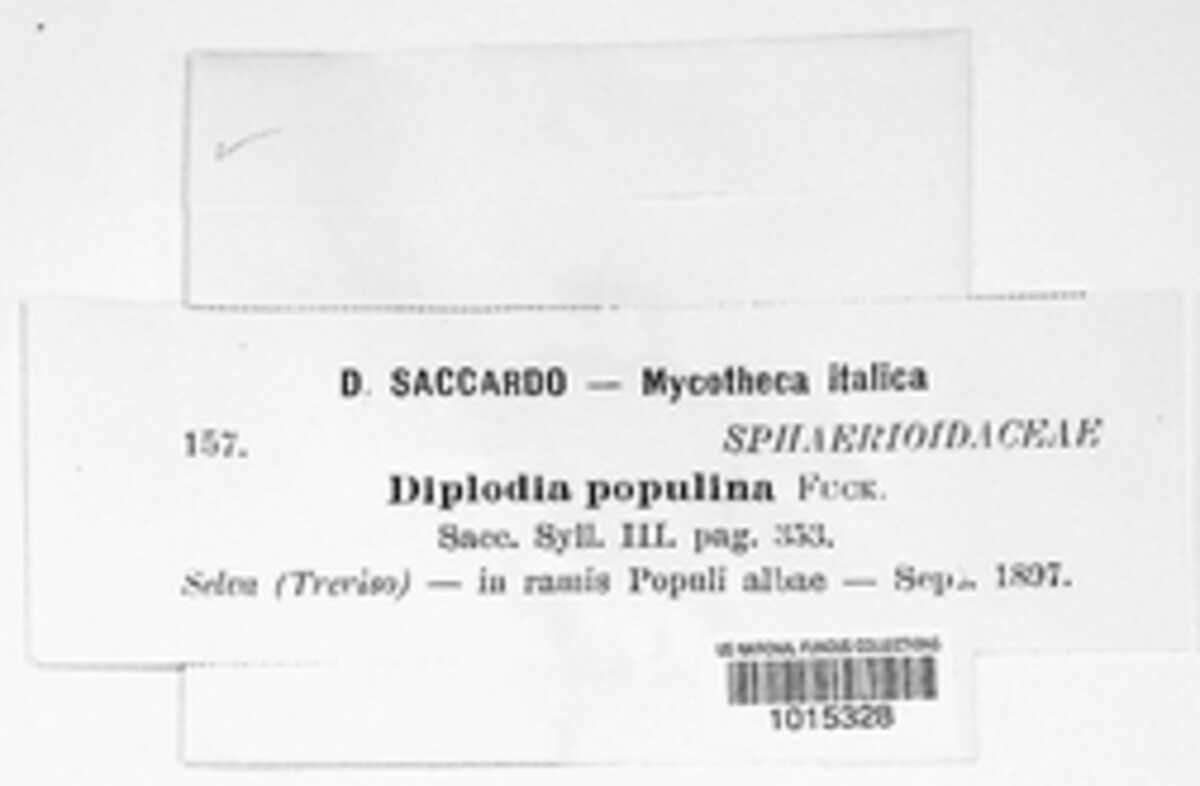 D. SACCARDO — Mycotheca italica
157. SPHAERIOIDACEAE
Diplodia populina FUCK.
Sacc. Syll. III. pag. 353.
Selva (Treviso) — in ramis Populi albae — Sept. 1897.
US NATIONAL FUNGUS COLLECTIONS
1015328